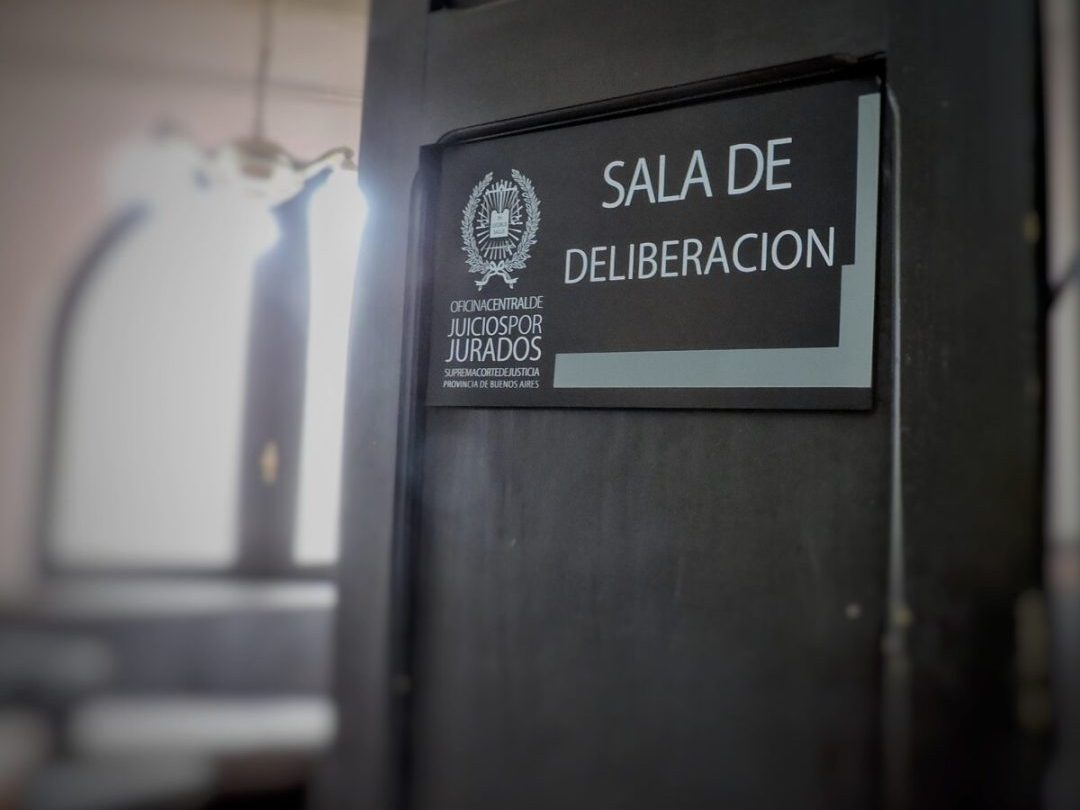 SALA DE
DELIBERACION
OFICINACENTRALDE
JUICIOSPOR
JURADOS
SUPREMACORTEDEJUSTICIA
PROVINCIA DE BUENOS AIRES